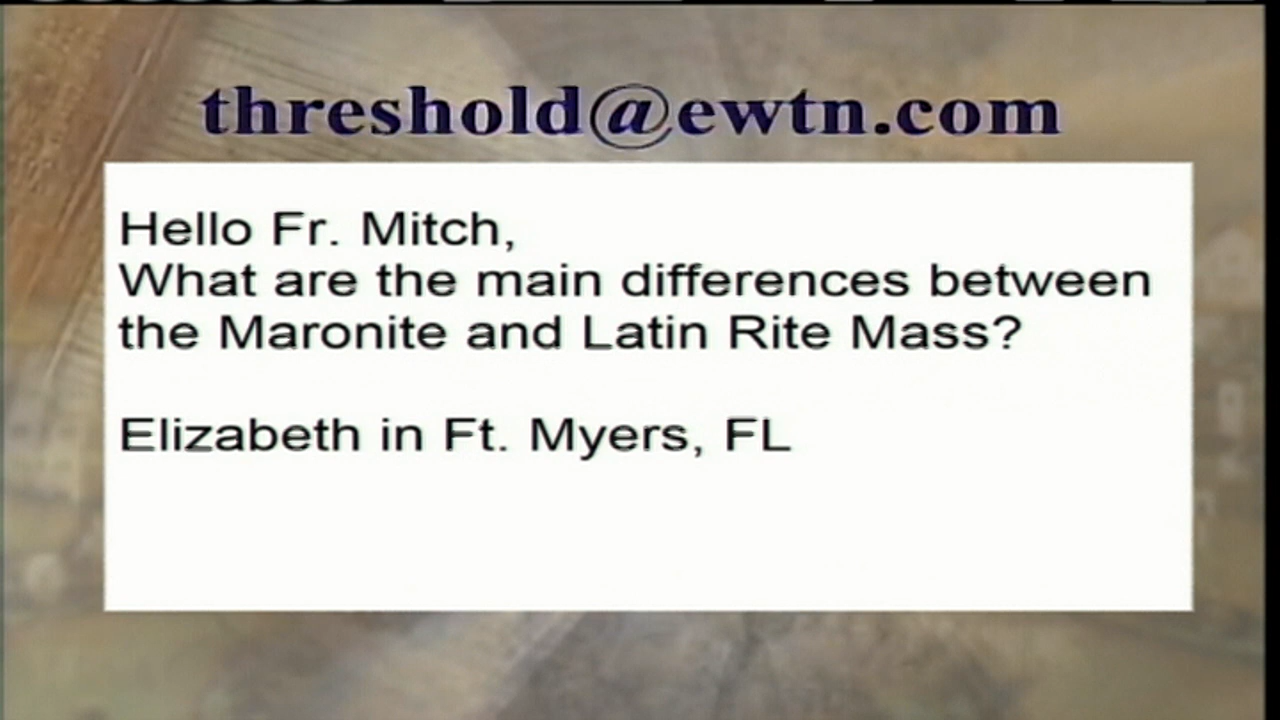 threshold@ewtn.com
Hello Fr. Mitch,
What are the main differences between
the Maronite and Latin Rite Mass?
Elizabeth in Ft. Myers, FL